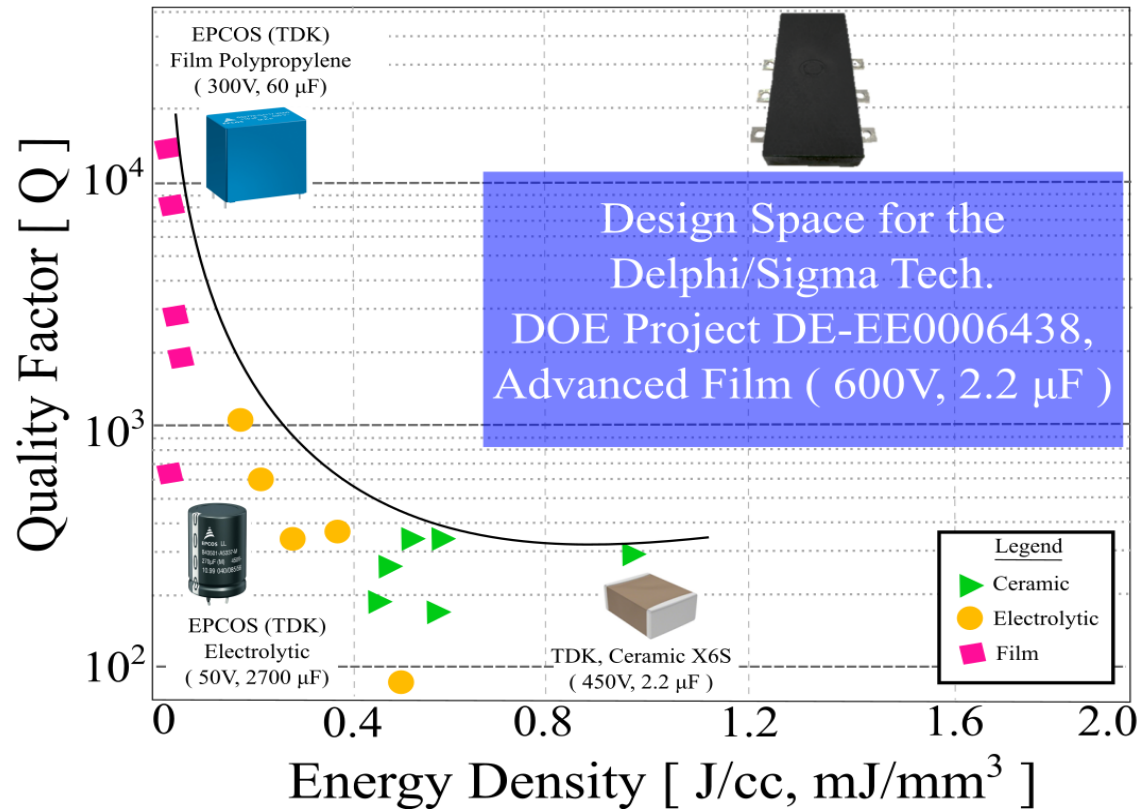 EPCOS (TDK)
Film Polypropylene
( 300V, 60 μF)
Design Space for the
Delphi/Sigma Tech.
DOE Project DE-EE0006438,
Advanced Film ( 600V, 2.2 μF )
Quality Factor [ Q ]
10⁴
10³
10²
EPCOS (TDK)
Electrolytic
( 50V, 2700 μF)
TDK, Ceramic X6S
( 450V, 2.2 μF )
Legend
Ceramic
Electrolytic
Film
0
0.4
0.8
1.2
1.6
2.0
Energy Density [ J/cc, mJ/mm³ ]